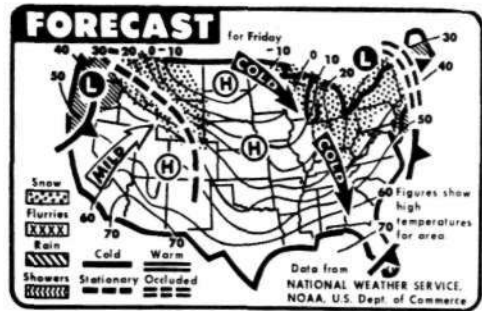 FORECAST
for Friday
40 30 20 0 -10
-10 0 10 20
30
40
50
L
L
H
H
H
COLD
COLD
MILD
50
60
70
70
60
70
Figures show
high
temperatures
for area
Snow
Flurries
XXXX
Rain
Showers
Cold Warm
Stationary Occluded
Data from
NATIONAL WEATHER SERVICE,
NOAA, U.S. Dept. of Commerce